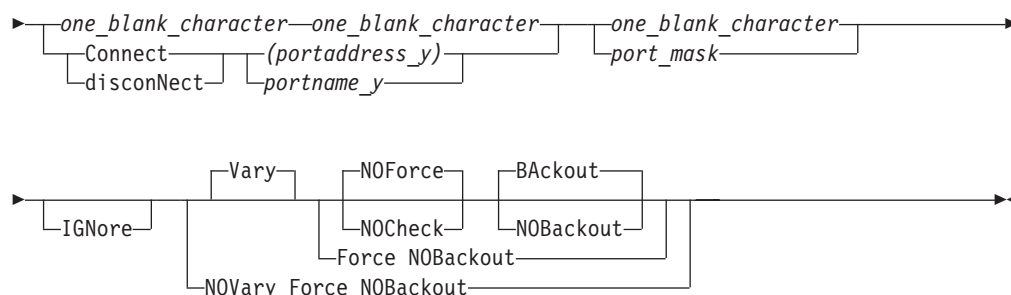 one_blank_character one_blank_character one_blank_character
Connect (portaddress_y) port_mask
disconNect portname_y
Vary NOForce BAckout
IGNore NOCheck NOBackout
Force NOBackout
NOVary Force NOBackout